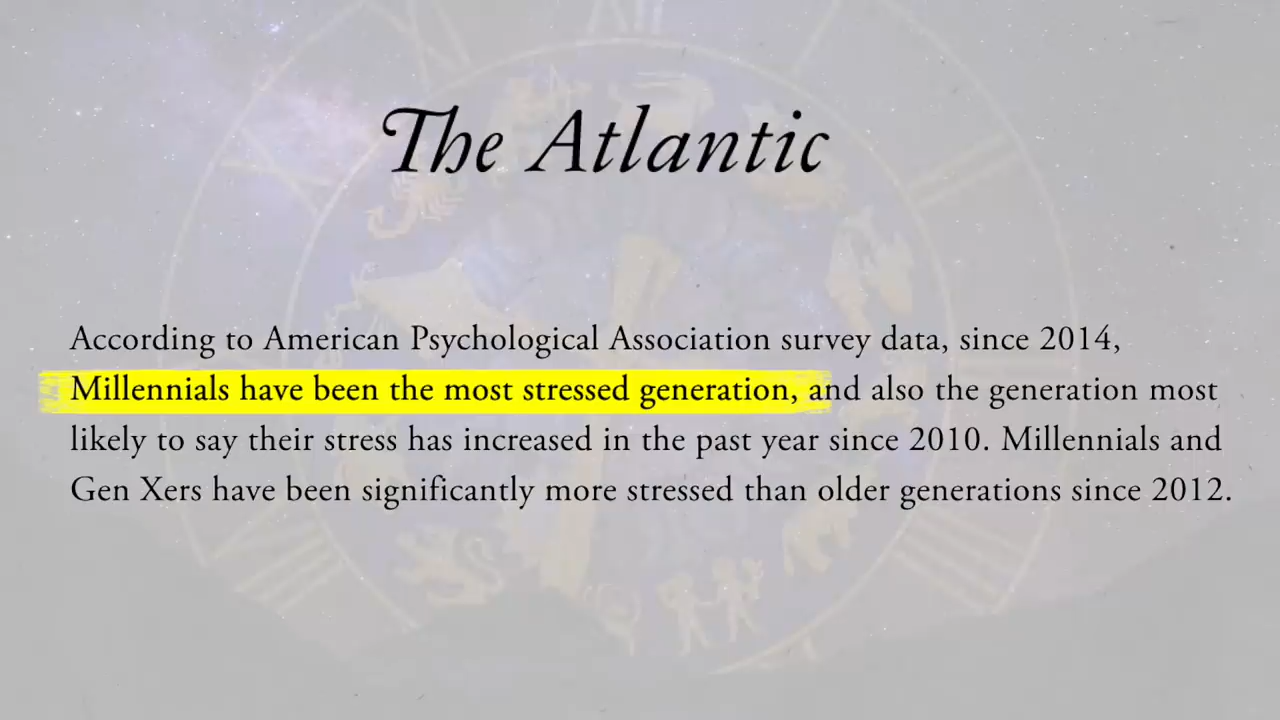 The Atlantic
According to American Psychological Association survey data, since 2014,
Millennials have been the most stressed generation, and also the generation most
likely to say their stress has increased in the past year since 2010. Millennials and
Gen Xers have been significantly more stressed than older generations since 2012.